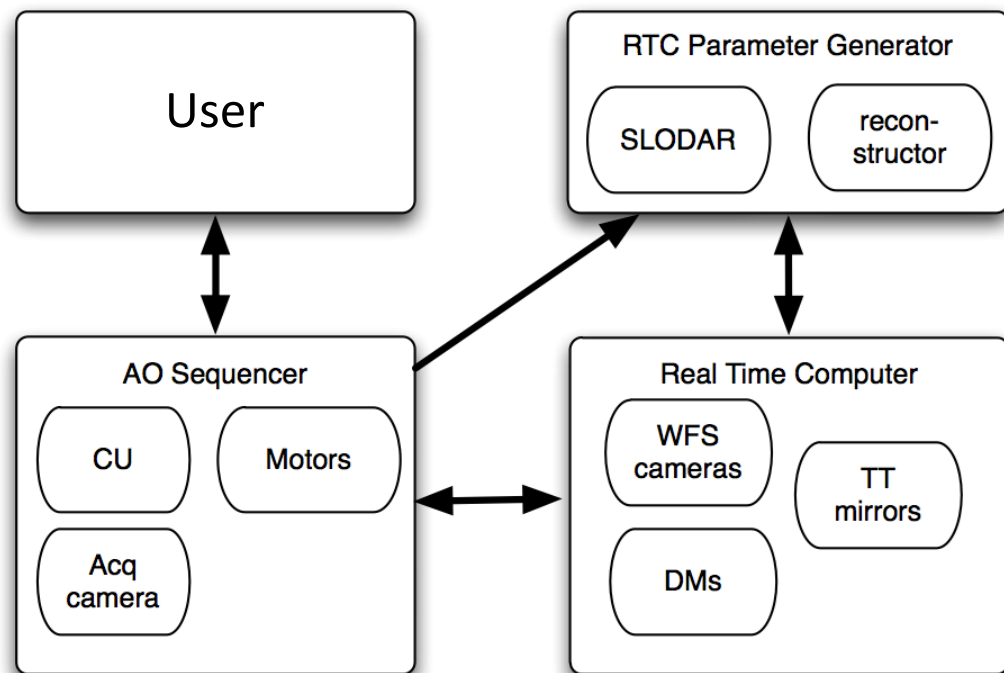 User
RTC Parameter Generator
SLODAR
recon-
structor
AO Sequencer
CU
Motors
Acq
camera
Real Time Computer
WFS
cameras
TT
mirrors
DMs